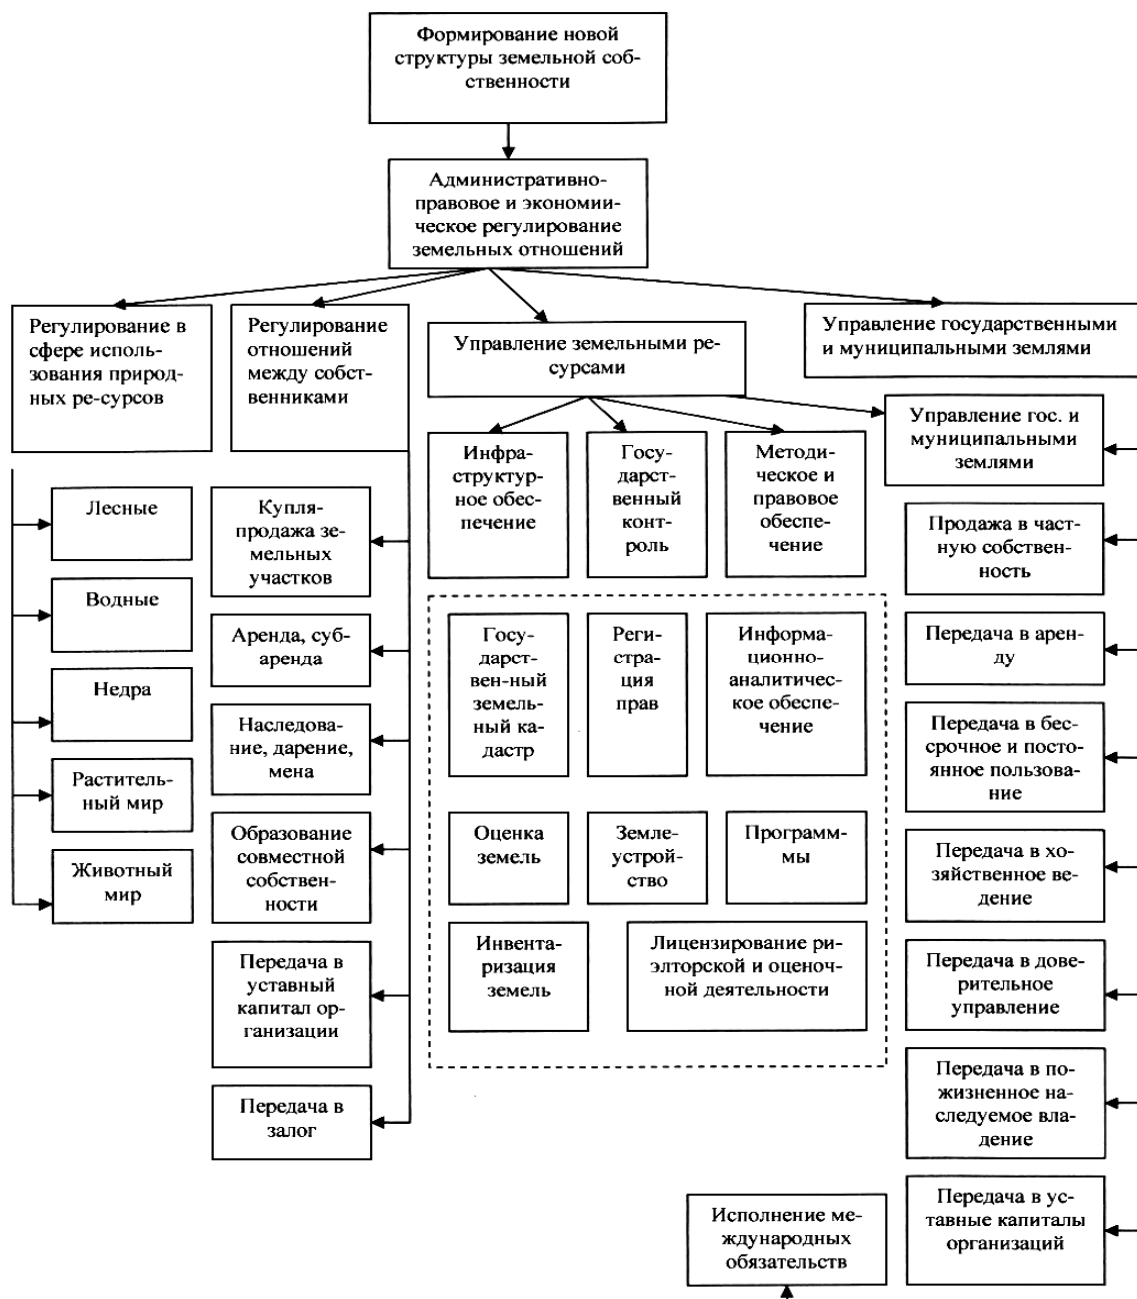 Формирование новой
структуры земельной соб-
ственности
Административно-
правовое и экономии-
ческое регулирование
земельных отношений
Регулирование в
сфере исполь-
зования природ-
ных ре-сурсов
Регулирование
отношений
между собст-
венниками
Управление земельными ре-
сурсами
Управление государственными
и муниципальными землями
Управление гос. и
муниципальными
землями
Инфра-
структур-
ное обес-
печение
Госу-
дарст-
венный
конт-
роль
Методи-
ческое и
правовое
обеспе-
чение
Лесные
Водные
Недра
Раститель-
ный мир
Животный
мир
Купля-
продажа зе-
мельных
участков
Аренда, суб-
аренда
Наследова-
ние, дарение,
мена
Образование
совместной
собствен-
ности
Передача в
уставный
капитал ор-
ганизации
Передача в
залог
Госу-
дарст-
вен-ный
земель-
ный ка-
дастр
Реги-
стра-
ция
прав
Информа-
ционно-
аналитичес-
кое обеспе-
чение
Оценка
земель
Земле-
устрой-
ство
Программ-
мы
Инвента-
ризация
земель
Лицензирование ри-
элторской и оценоч-
ной деятельности
Продажа в част-
ную собствен-
ность
Передача в арен-
ду
Передача в бес-
срочное и посто-
янное пользова-
ние
Передача в хо-
зяйственное ве-
дение
Передача в дове-
рительное
управление
Передача в по-
жизненное на-
следуемое вла-
дение
Передача в ус-
тавные капиталы
организаций
Исполнение ме-
ждународных
обязательств